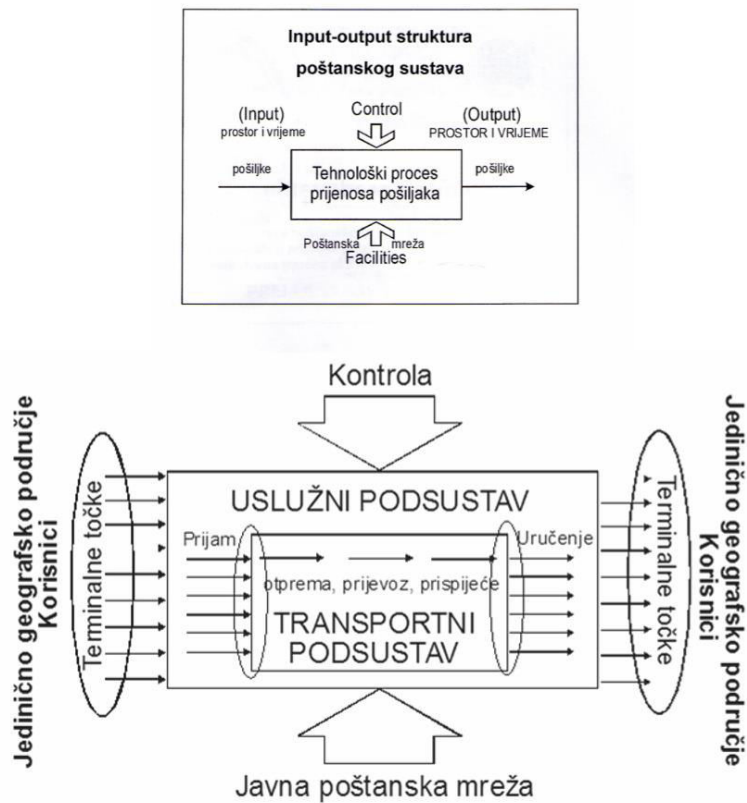 Input-output struktura
poštanskog sustava
(Input)
prostor i vrijeme
Control
(Output)
PROSTOR I VRIJEME
pošiljke
Tehnološki proces
prijenosa pošiljaka
pošiljke
Poštanska mreža
Facilities
Kontrola
Jedinično geografsko područje
Korisnici
Terminalne točke
USLUŽNI PODSUSTAV
Prijam
Uručenje
otprema, prijevoz, prispijeće
TRANSPORTNI
PODSUSTAV
Terminalne točke
Jedinično geografsko područje
Korisnici
Javna poštanska mreža